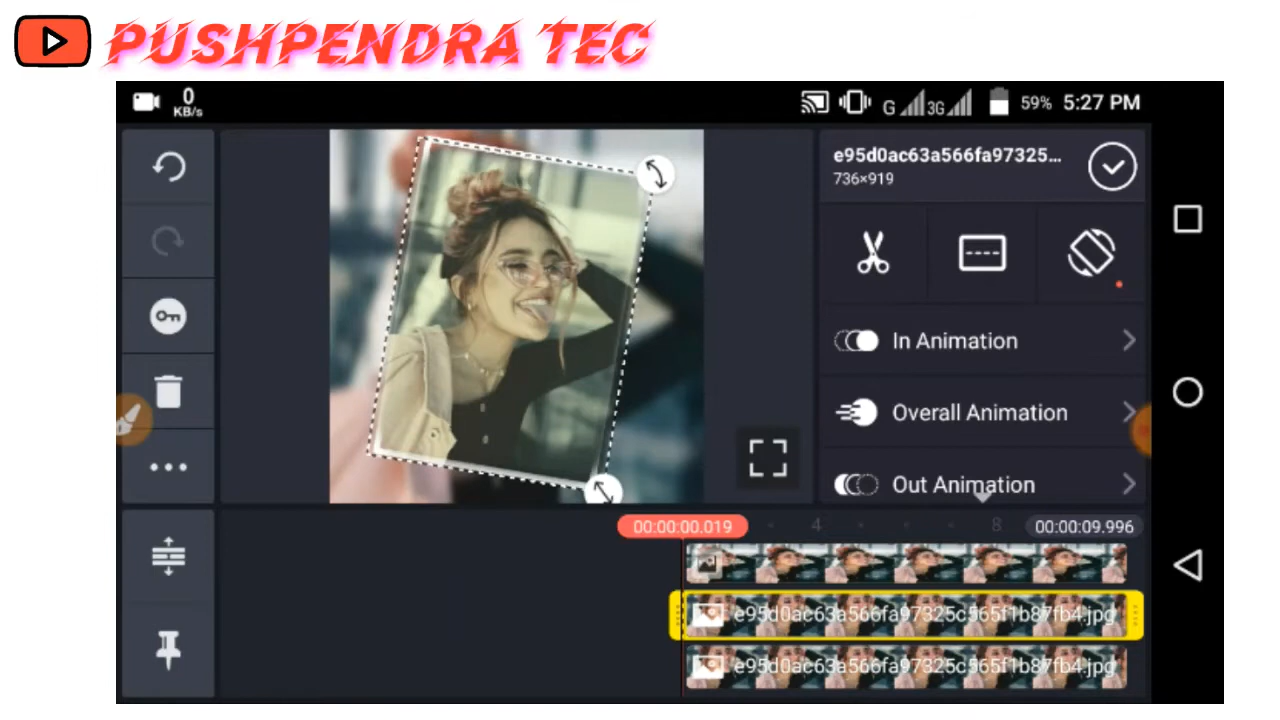 PUSHPENDRA TEC
0
KB/s
G
3G
59% 5:27 PM
e95d0ac63a566fa97325...
736×919
In Animation
Overall Animation
Out Animation
00:00:00.019
4
8
00:00:09.996
e95d0ac63a566fa97325c565f1b87fb4.jpg
e95d0ac63a566fa97325c565f1b87fb4.jpg